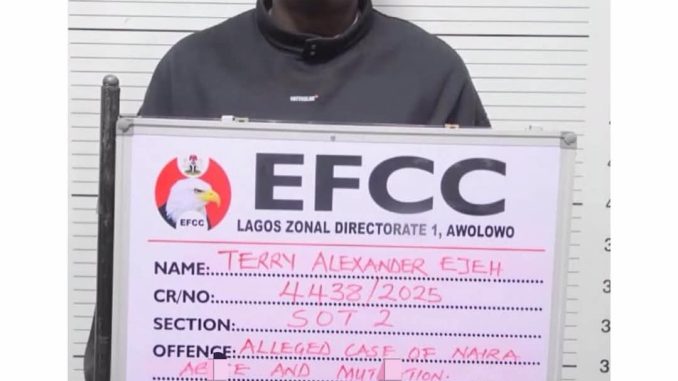 EFCC
EFCC
LAGOS ZONAL DIRECTORATE 1, AWOLOWO
NAME: TERRY ALEXANDER EJEH
CR/NO: 4438/2025
SECTION: SOT 2
OFFENCE: ALLEGED CASE OF NAIRA
AND